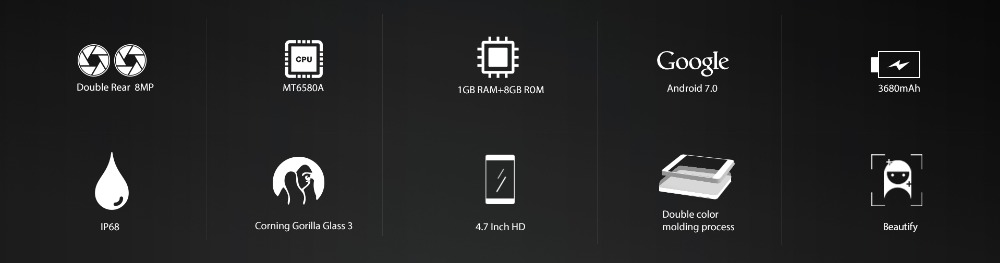 CPU
Google
Double Rear 8MP
MT6580A
1GB RAM+8GB ROM
Android 7.0
3680mAh
IP68
Corning Gorilla Glass 3
4.7 Inch HD
Double color
molding process
Beautify